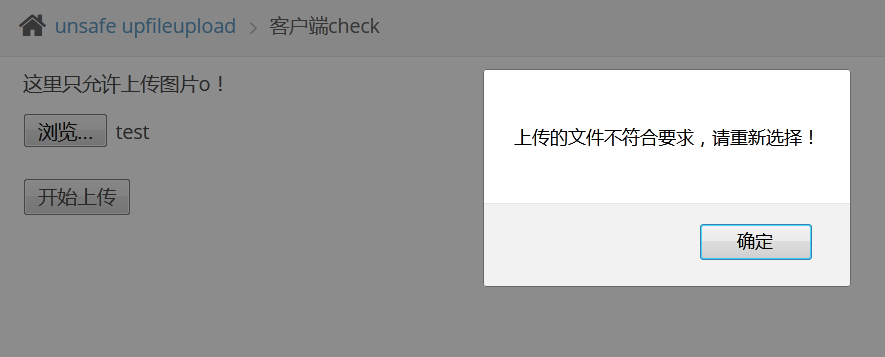 unsafe upfileupload > 客户端check
这里只允许上传图片o！
浏览... test
开始上传
上传的文件不符合要求，请重新选择！
确定